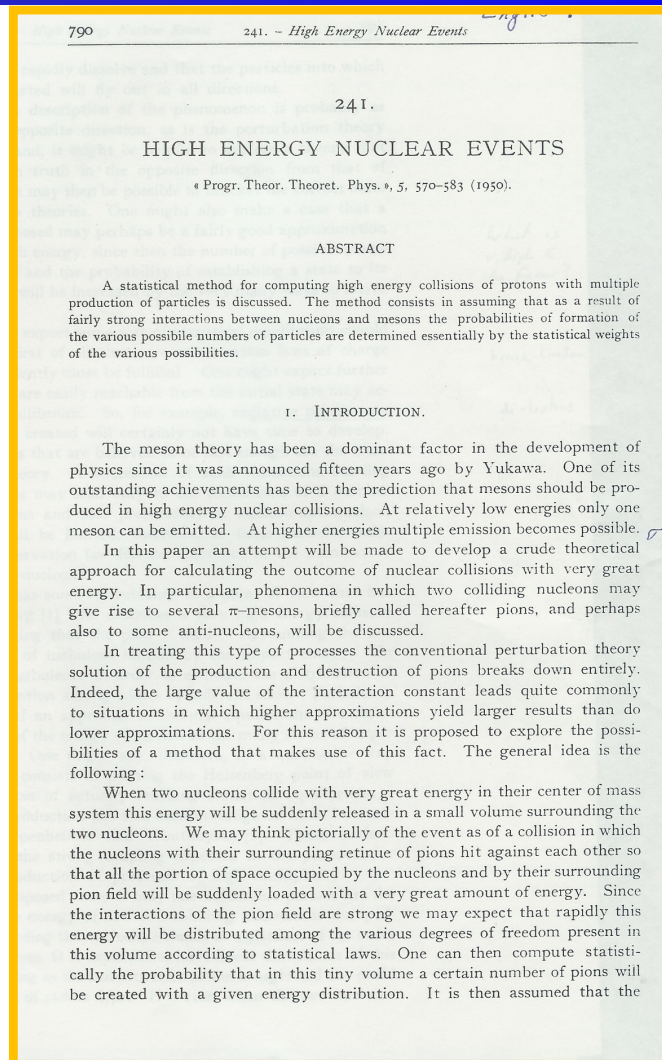 790
241. – High Energy Nuclear Events
241.
HIGH ENERGY NUCLEAR EVENTS
« Progr. Theor. Theoret. Phys. », 5, 570–583 (1950).
ABSTRACT
A statistical method for computing high energy collisions of protons with multiple
production of particles is discussed. The method consists in assuming that as a result of
fairly strong interactions between nucleons and mesons the probabilities of formation of
the various possibile numbers of particles are determined essentially by the statistical weights
of the various possibilities.
1. INTRODUCTION.
The meson theory has been a dominant factor in the development of
physics since it was announced fifteen years ago by Yukawa. One of its
outstanding achievements has been the prediction that mesons should be pro-
duced in high energy nuclear collisions. At relatively low energies only one
meson can be emitted. At higher energies multiple emission becomes possible.
In this paper an attempt will be made to develop a crude theoretical
approach for calculating the outcome of nuclear collisions with very great
energy. In particular, phenomena in which two colliding nucleons may
give rise to several π–mesons, briefly called hereafter pions, and perhaps
also to some anti-nucleons, will be discussed.
In treating this type of processes the conventional perturbation theory
solution of the production and destruction of pions breaks down entirely.
Indeed, the large value of the interaction constant leads quite commonly
to situations in which higher approximations yield larger results than do
lower approximations. For this reason it is proposed to explore the possi-
bilities of a method that makes use of this fact. The general idea is the
following :
When two nucleons collide with very great energy in their center of mass
system this energy will be suddenly released in a small volume surrounding the
two nucleons. We may think pictorially of the event as of a collision in which
the nucleons with their surrounding retinue of pions hit against each other so
that all the portion of space occupied by the nucleons and by their surrounding
pion field will be suddenly loaded with a very great amount of energy. Since
the interactions of the pion field are strong we may expect that rapidly this
energy will be distributed among the various degrees of freedom present in
this volume according to statistical laws. One can then compute statisti-
cally the probability that in this tiny volume a certain number of pions will
be created with a given energy distribution. It is then assumed that the